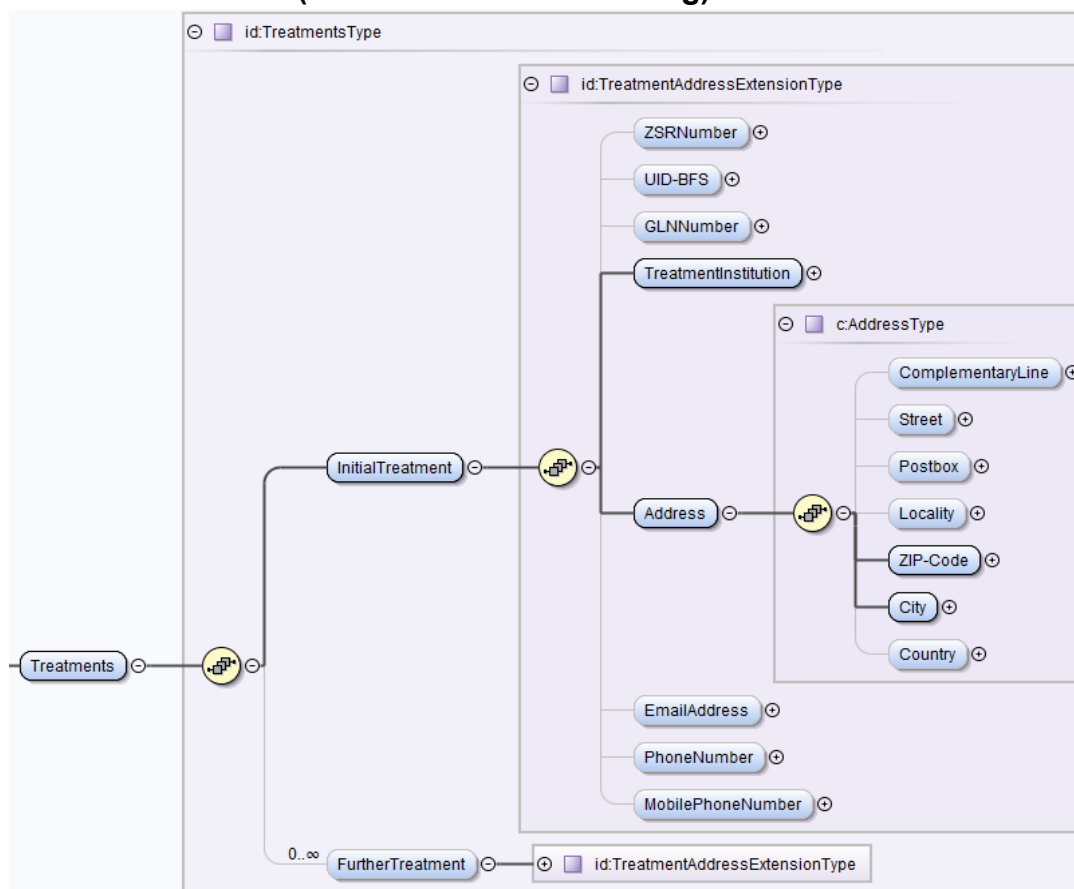 id:TreatmentsType
id:TreatmentAddressExtensionType
ZSRNumber
UID-BFS
GLNNumber
TreatmentInstitution
c:AddressType
ComplementaryLine
Street
Postbox
InitialTreatment
Address
Locality
ZIP-Code
City
Country
Treatments
EmailAddress
PhoneNumber
MobilePhoneNumber
0..∞
FurtherTreatment
id:TreatmentAddressExtensionType